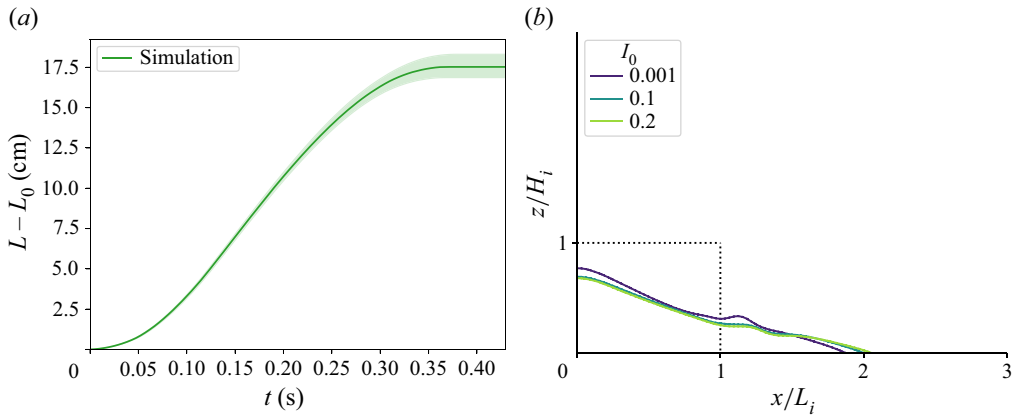 (a)
Simulation
17.5
15.0
12.5
10.0
7.5
5.0
2.5
0
L – L0 (cm)
0.05 0.10 0.15 0.20 0.25 0.30 0.35 0.40
t (s)
(b)
I0
0.001
0.1
0.2
z/Hi
1
0 1 2 3
x/Li